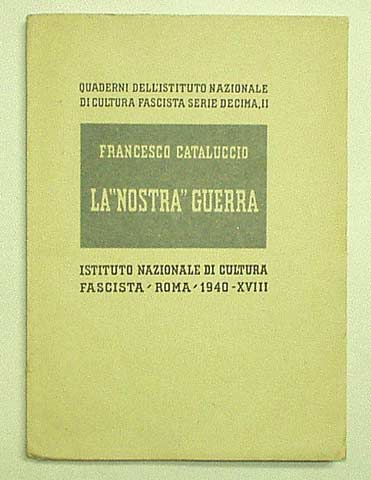 QUADERNI DELL'ISTITUTO NAZIONALE
DI CULTURA FASCISTA SERIE DECIMA, II
FRANCESCO CATALUCCIO
LA "NOSTRA" GUERRA
ISTITUTO NAZIONALE DI CULTURA
FASCISTA - ROMA - 1940-XVIII